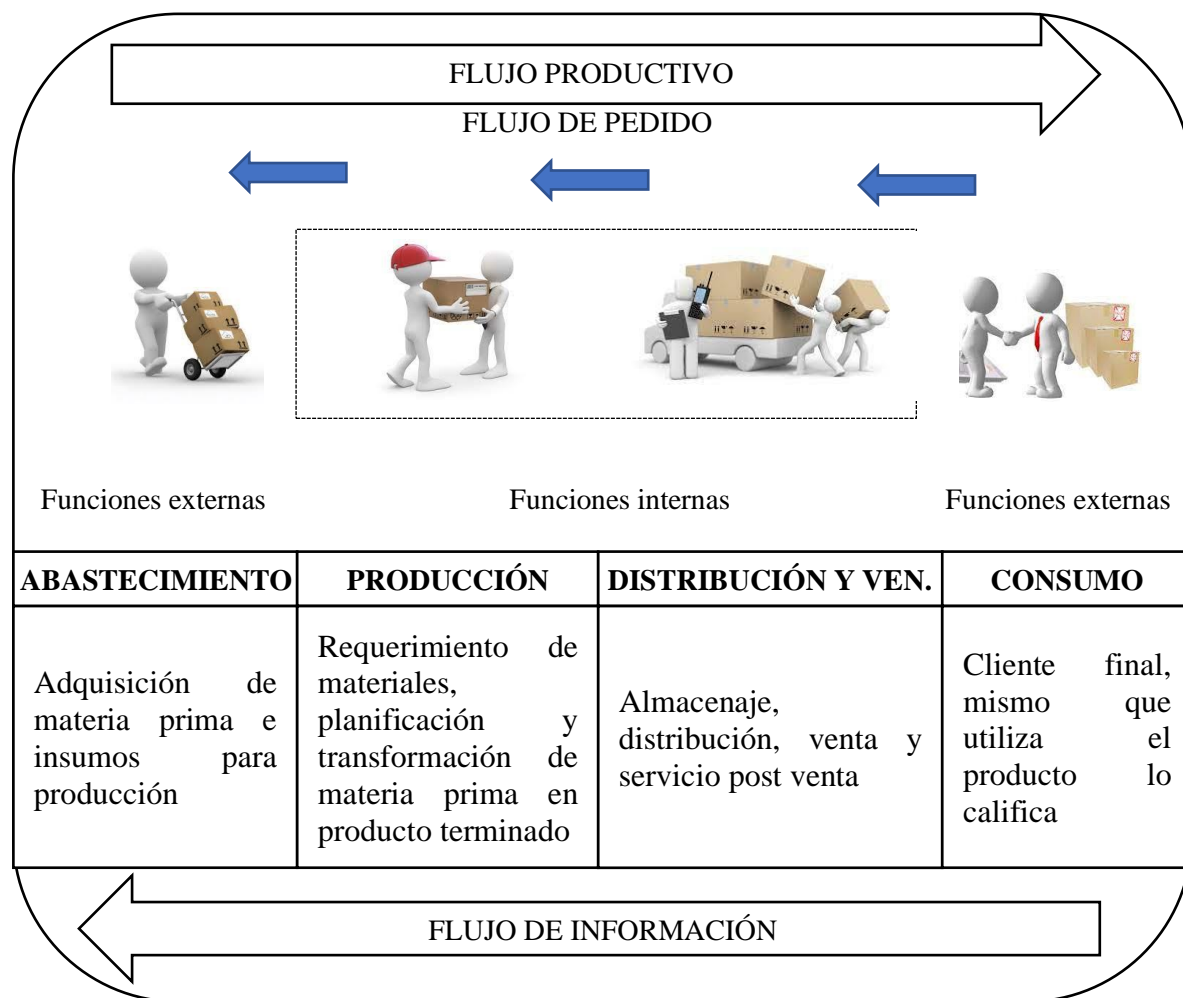 FLUJO PRODUCTIVO
FLUJO DE PEDIDO
Funciones externas
Funciones internas
Funciones externas
ABASTECIMIENTO
PRODUCCIÓN
DISTRIBUCIÓN Y VEN.
CONSUMO
Adquisición de
materia prima e
insumos para
producción
Requerimiento de
materiales,
planificación y
transformación de
materia prima en
producto terminado
Almacenaje,
distribución, venta y
servicio post venta
Cliente final,
mismo que
utiliza el
producto lo
califica
FLUJO DE INFORMACIÓN